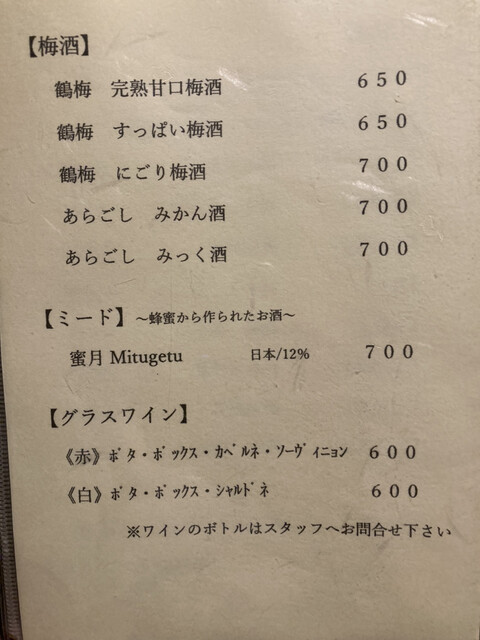 【梅酒】
鶴梅 完熟甘口梅酒 ６５０
鶴梅 すっぱい梅酒 ６５０
鶴梅 にごり梅酒 ７００
あらごし みかん酒 ７００
あらごし みっく酒 ７００
【ミード】～蜂蜜から作られたお酒～
蜜月 Mitugetu 日本/12% ７００
【グラスワイン】
《赤》ﾎﾞﾀ・ﾎﾞｯｸｽ・ｶﾍﾞﾙﾈ・ｿｰｳﾞｨﾆｮﾝ ６００
《白》ﾎﾞﾀ・ﾎﾞｯｸｽ・ｼｬﾙﾄﾞﾈ ６００
※ワインのボトルはスタッフへお問合せ下さい